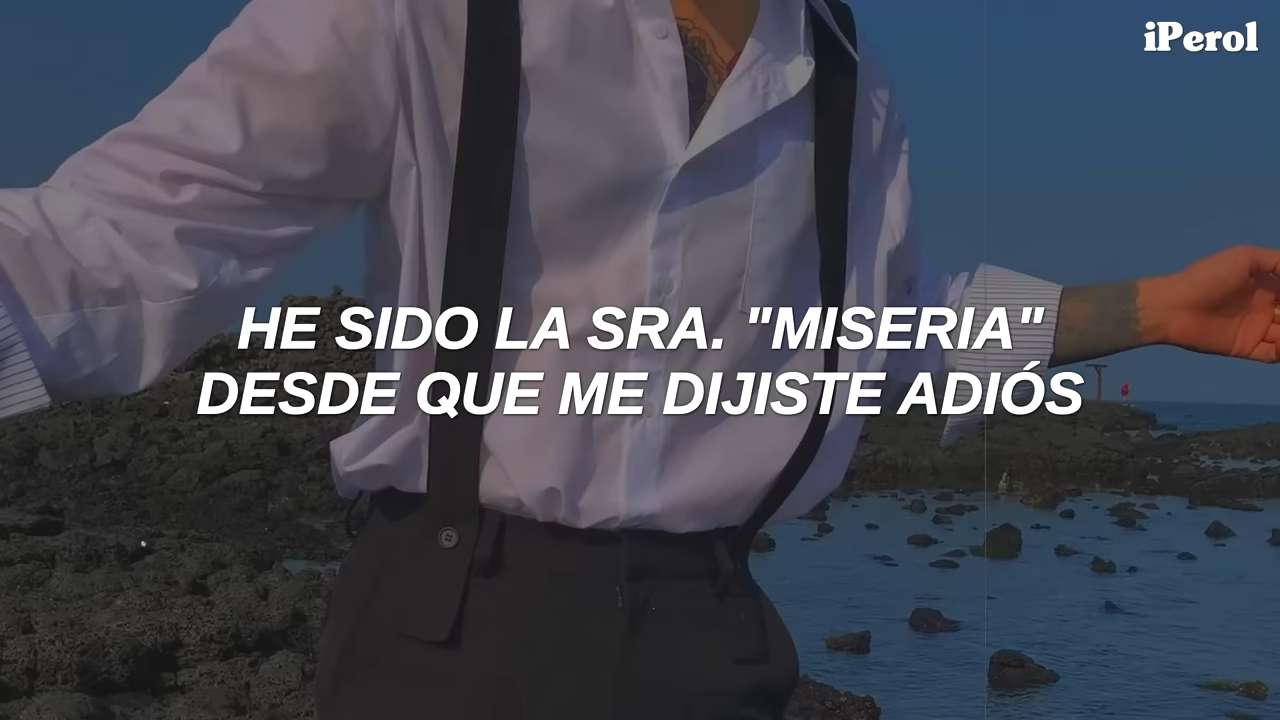 iPerol
HE SIDO LA SRA. "MISERIA"
DESDE QUE ME DIJISTE ADIÓS